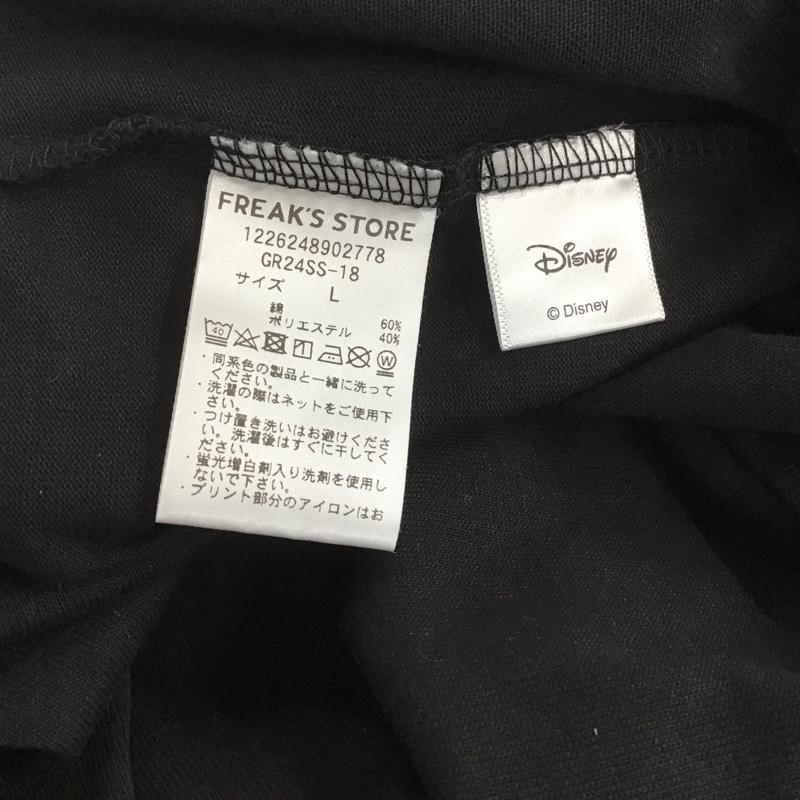 FREAK'S STORE
1226248902778
GR24SS-18
サイズ L
綿 60%
ポリエステル 40%
40
W
・同系色の製品と一緒に洗って
ください。
・洗濯の際はネットをご使用下
さい。
・つけ置き洗いはお避けくださ
い。洗濯後はすぐに干してく
ださい。
・蛍光増白剤入り洗剤を使用し
ないで下さい。
・プリント部分のアイロンはお
Disney
© Disney